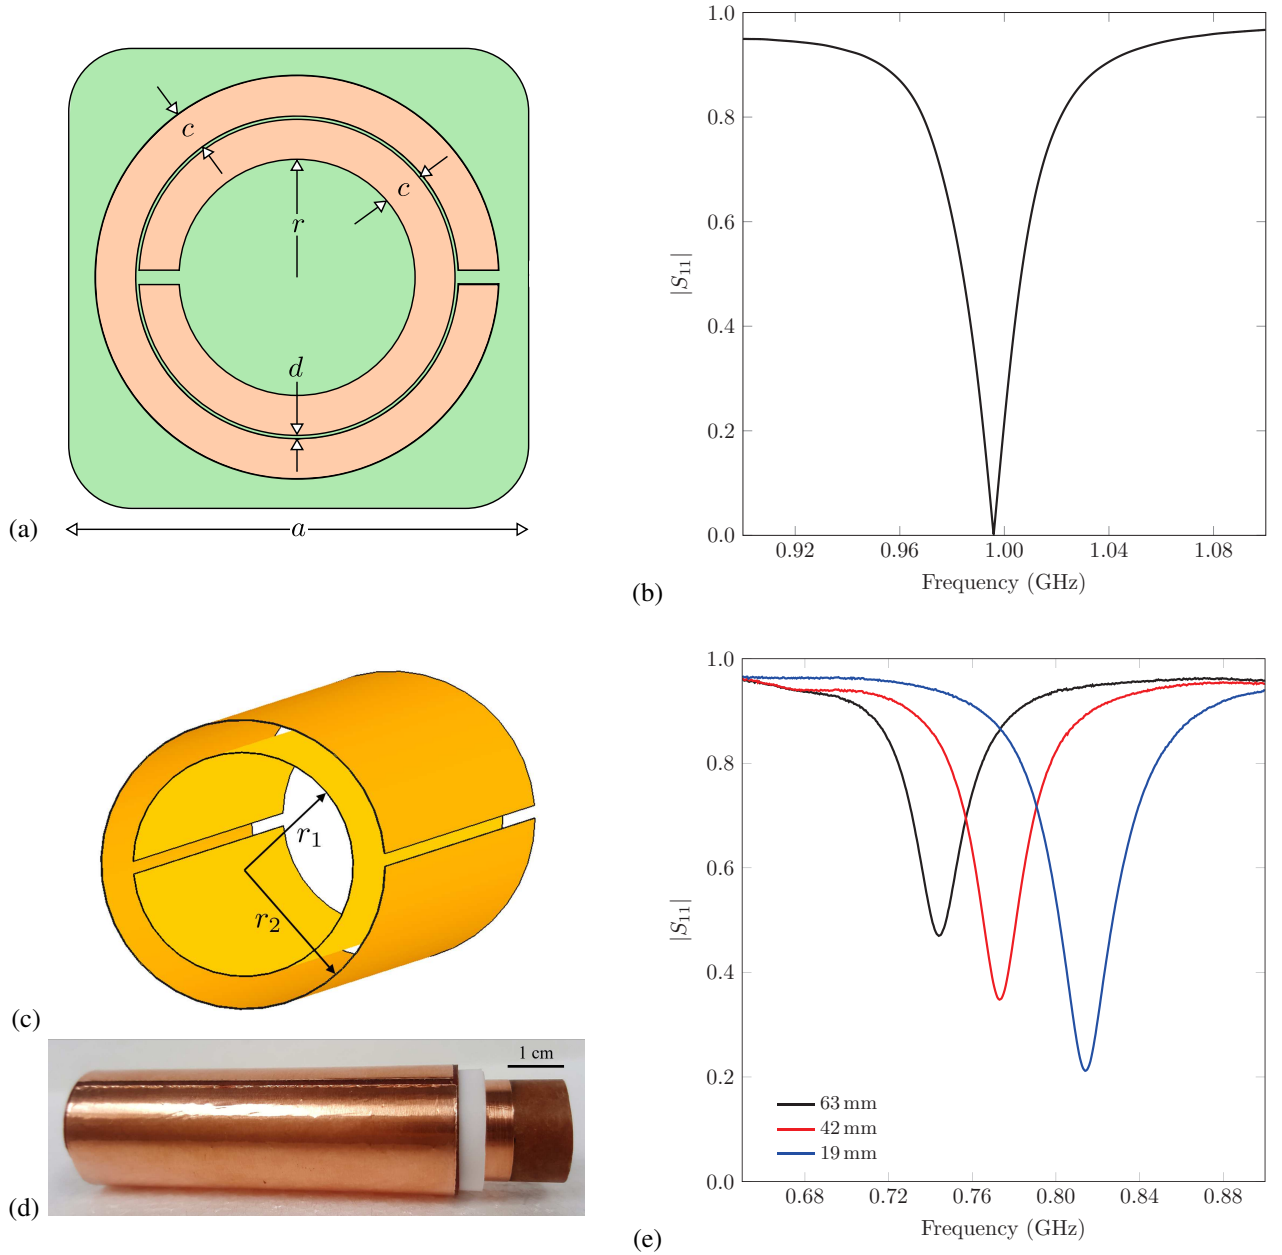 c
c
r
d
a
(a)
1.0
0.8
0.6
0.4
0.2
0.0
|S11|
0.92 0.96 1.00 1.04 1.08
Frequency (GHz)
(b)
r1
r2
(c)
1 cm
(d)
1.0
0.8
0.6
0.4
0.2
0.0
|S11|
63 mm
42 mm
19 mm
0.68 0.72 0.76 0.80 0.84 0.88
Frequency (GHz)
(e)